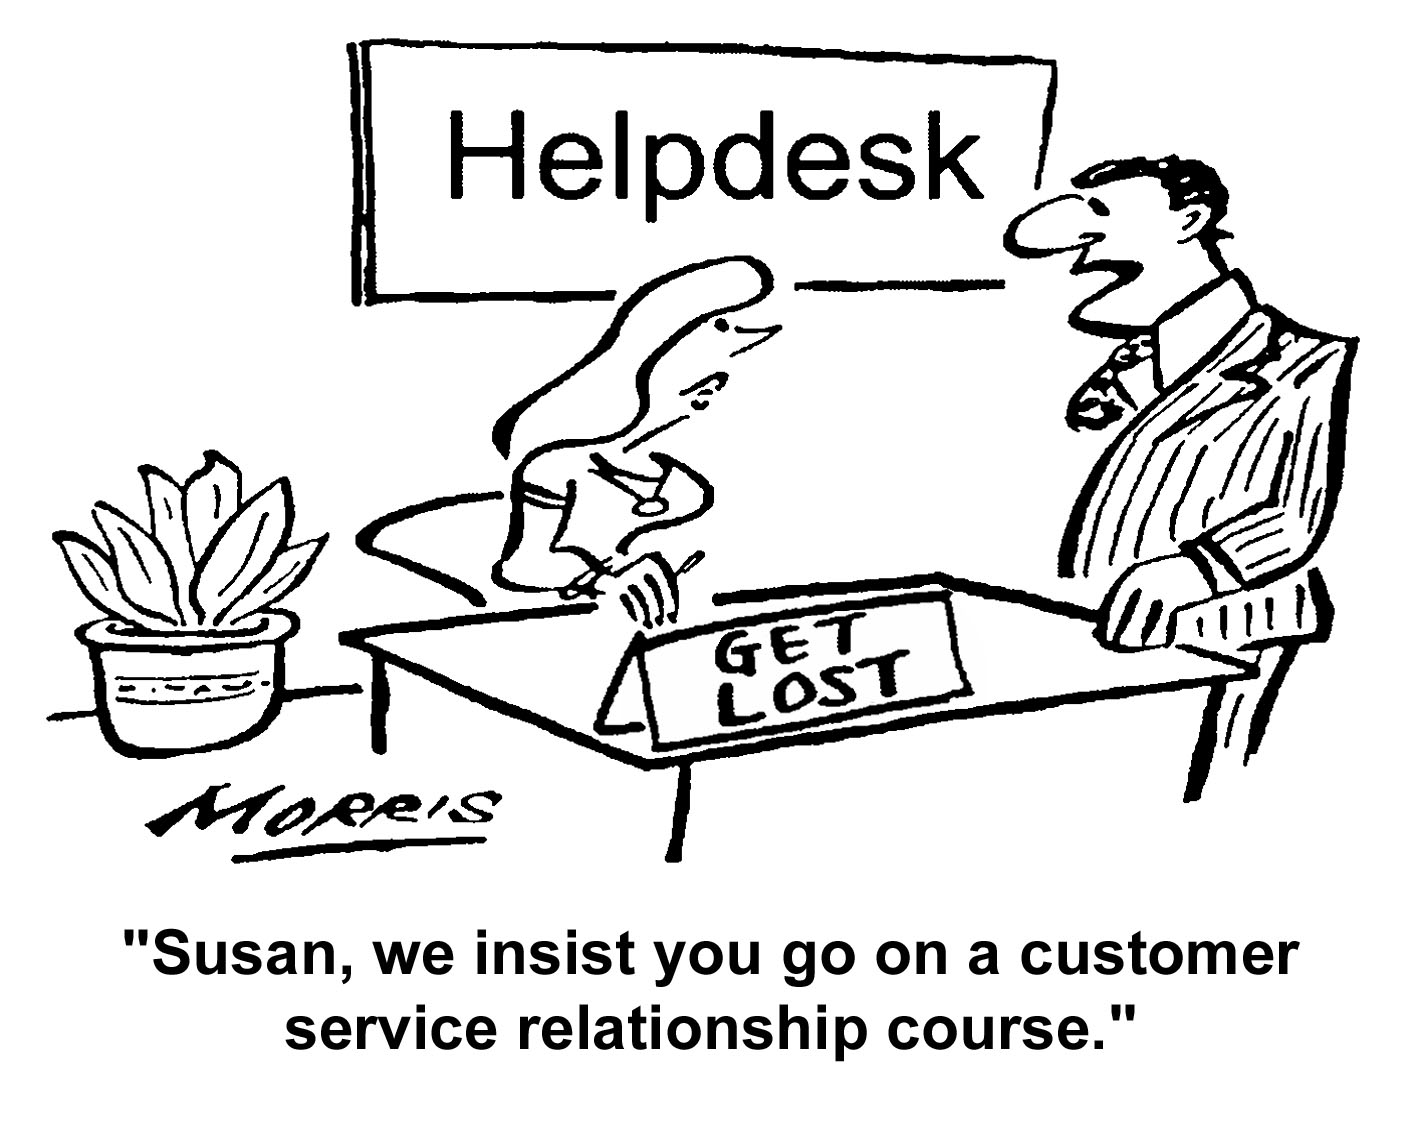 Helpdesk
GET
LOST
MORRIS
"Susan, we insist you go on a customer
service relationship course."